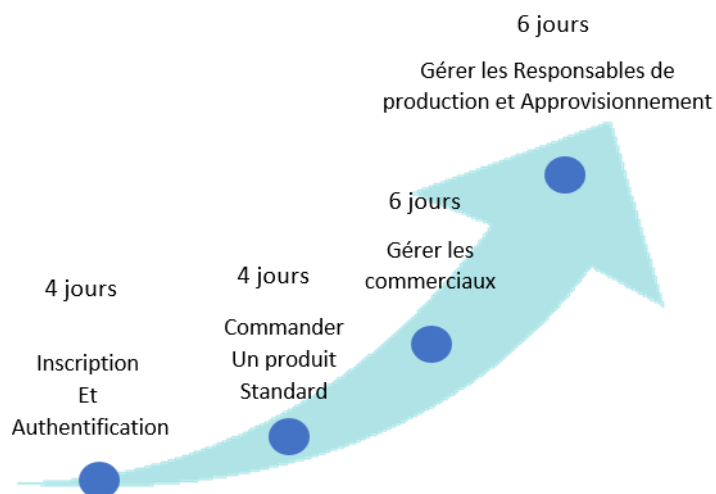 4 jours
Inscription
Et
Authentification
4 jours
Commander
Un produit
Standard
6 jours
Gérer les
commerciaux
6 jours
Gérer les Responsables de
production et Approvisionnement